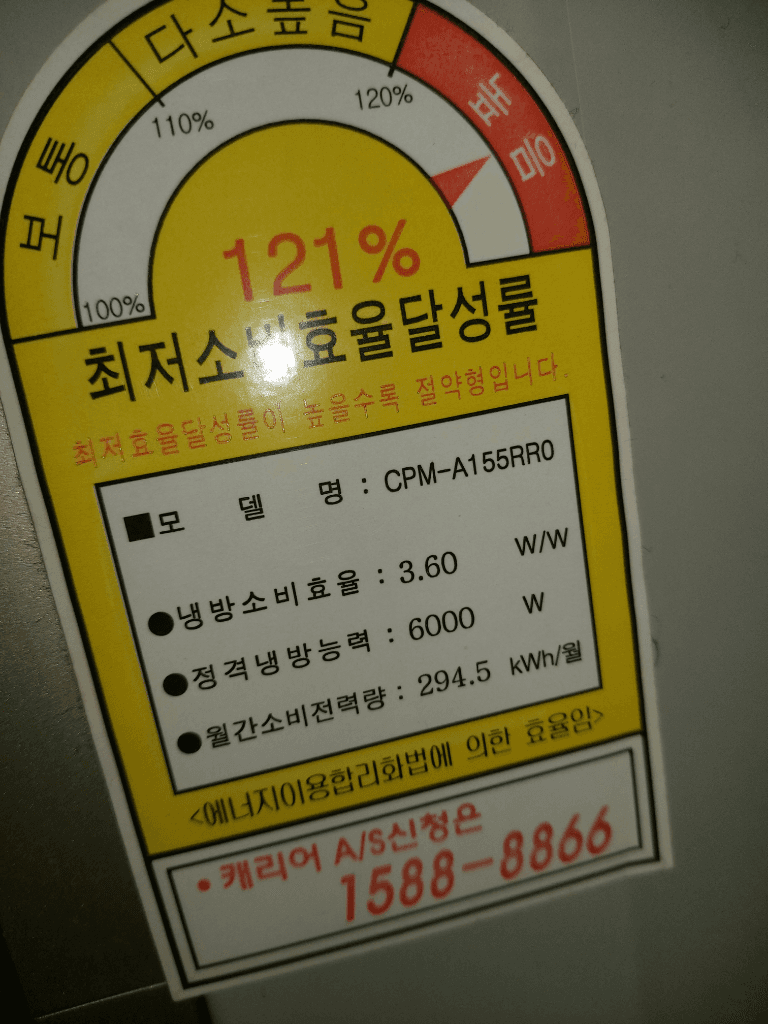 보통 다소높음 높음
100% 110% 120%
121%
최저소비효율달성률
최저효율달성률이 높을수록 절약형입니다.
■모 델 명 : CPM-A155RR0
●냉방소비효율 : 3.60 W/W
●정격냉방능력 : 6000 W
●월간소비전력량 : 294.5 kWh/월
<에너지이용합리화법에 의한 효율임>
• 캐리어 A/S신청은
1588-8866